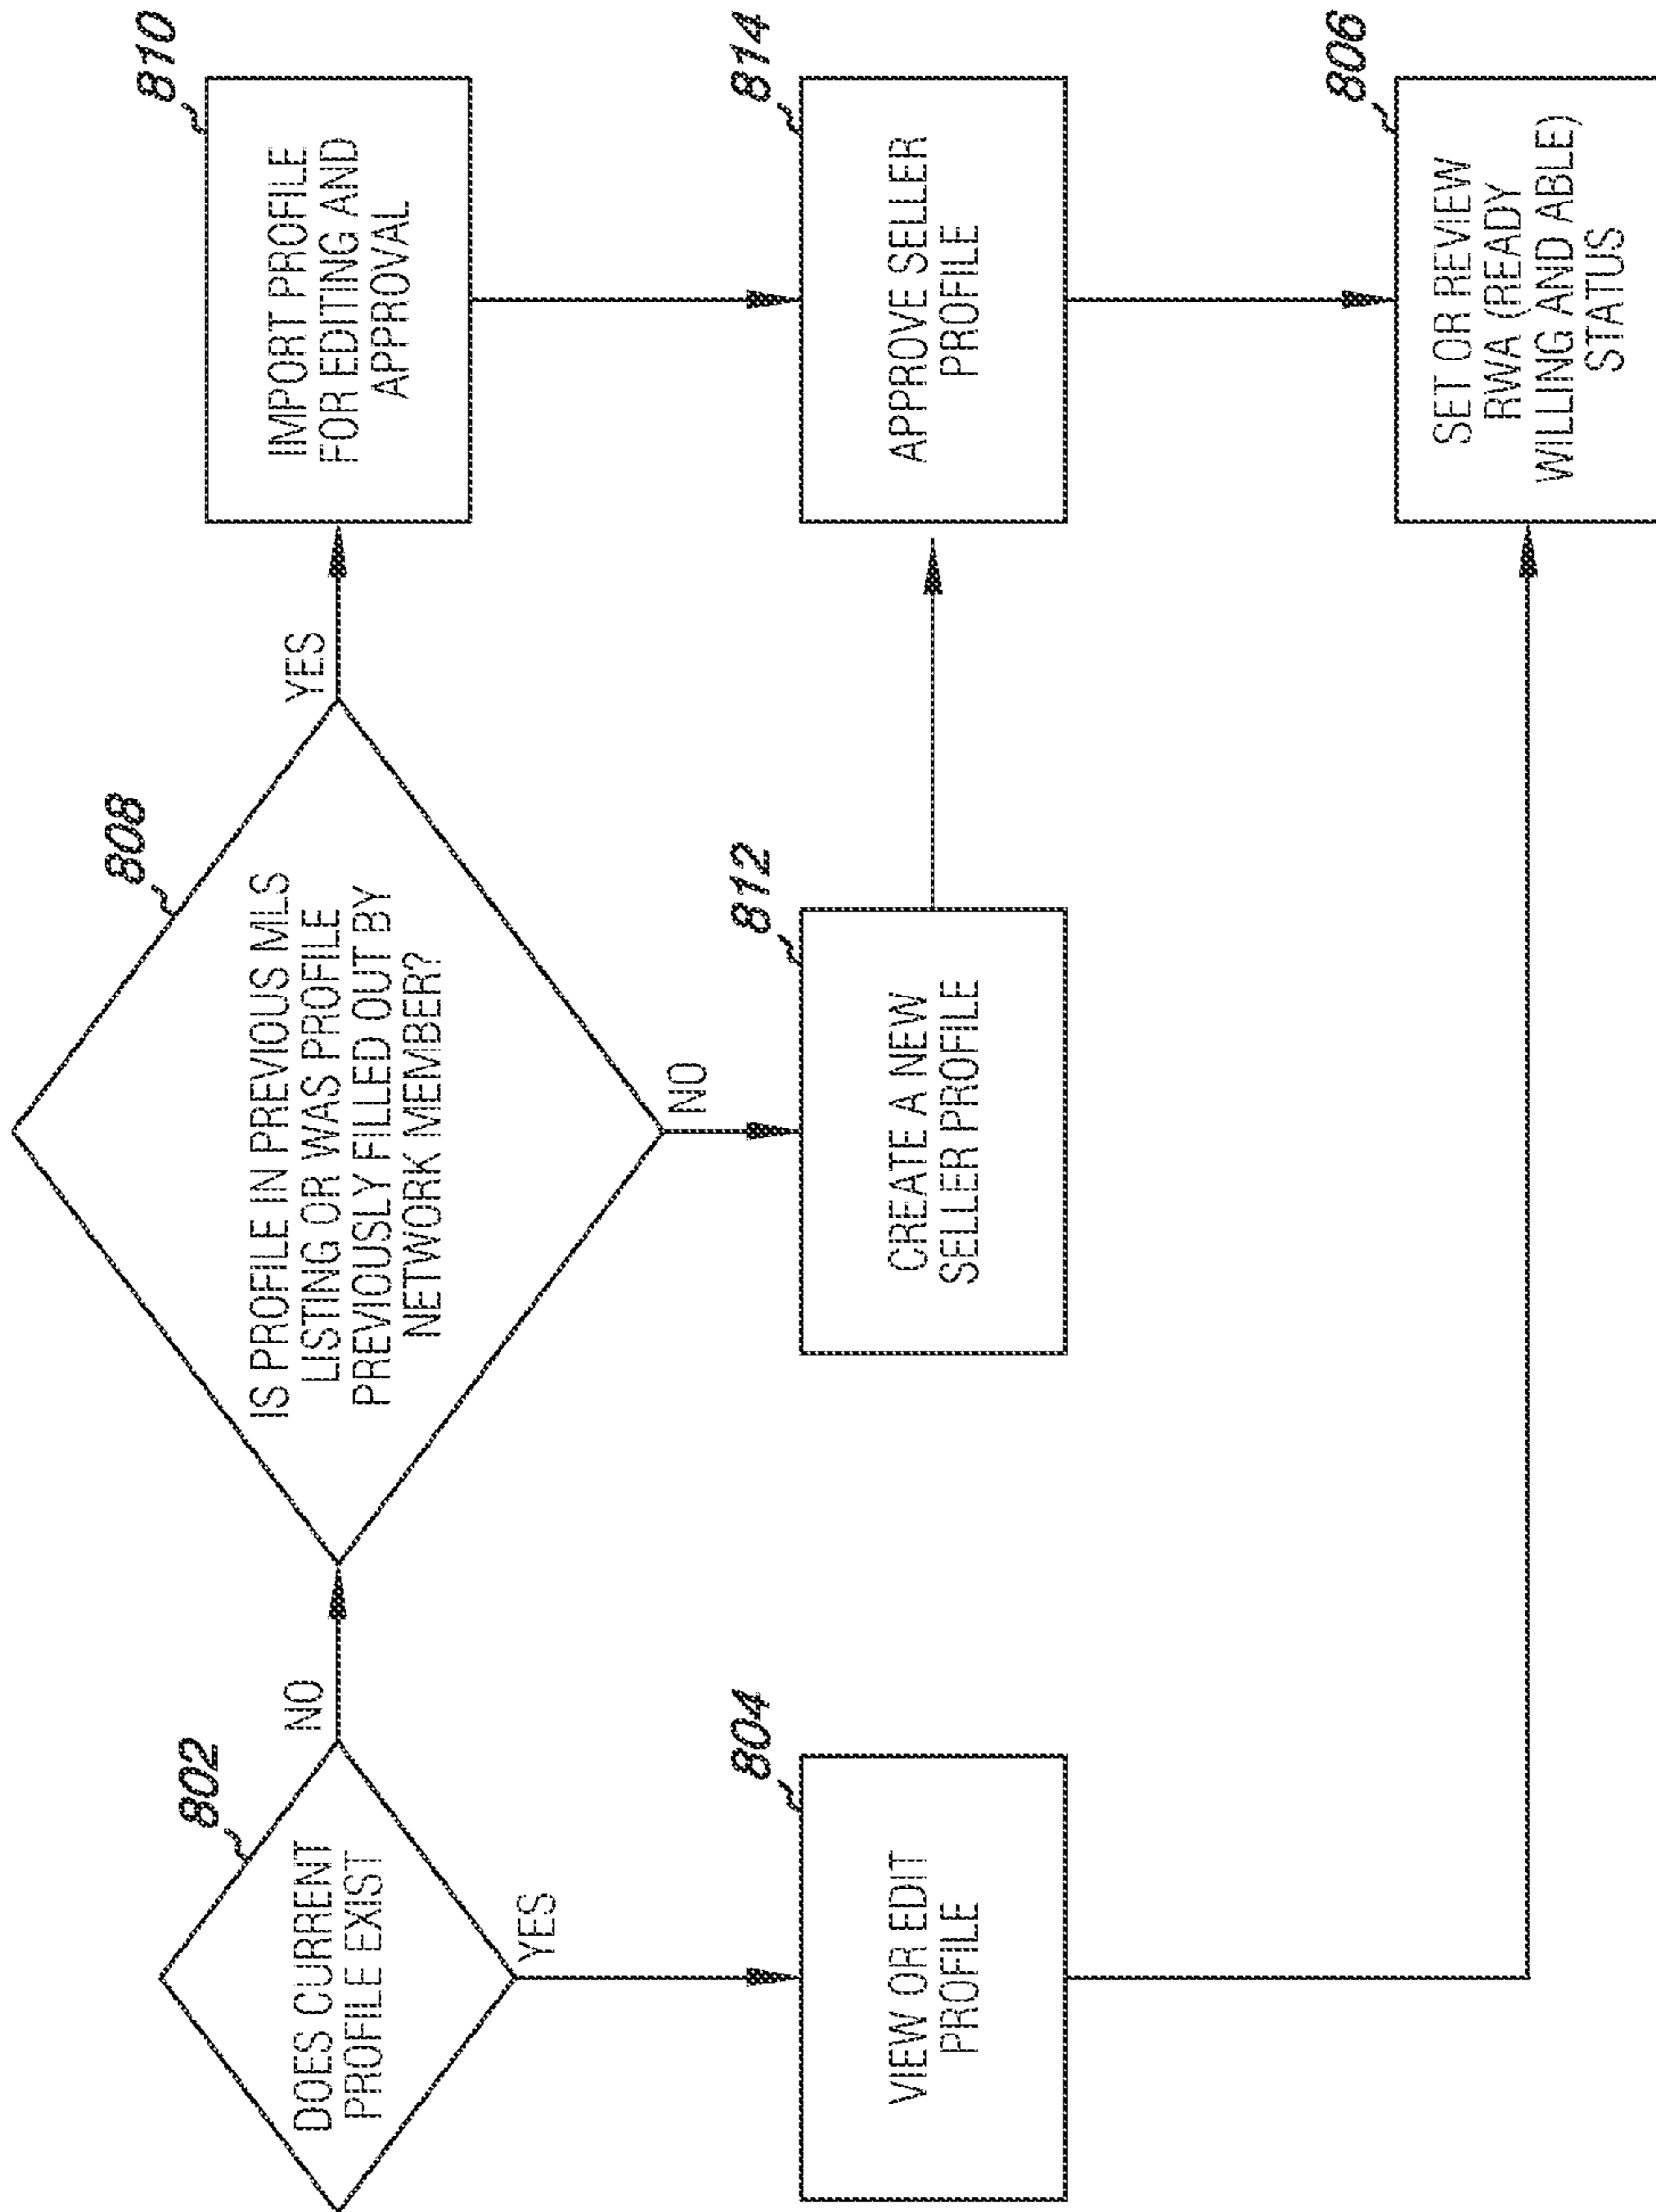 802
DOES CURRENT
PROFILE EXIST
NO
YES
808
IS PROFILE IN PREVIOUS MLS
LISTING OR WAS PROFILE
PREVIOUSLY FILLED OUT BY
NETWORK MEMBER?
YES
NO
810
IMPORT PROFILE
FOR EDITING AND
APPROVAL
804
VIEW OR EDIT
PROFILE
812
CREATE A NEW
SELLER PROFILE
814
APPROVE SELLER
PROFILE
806
SET OR REVIEW
RWA (READY
WILLING AND ABLE)
STATUS